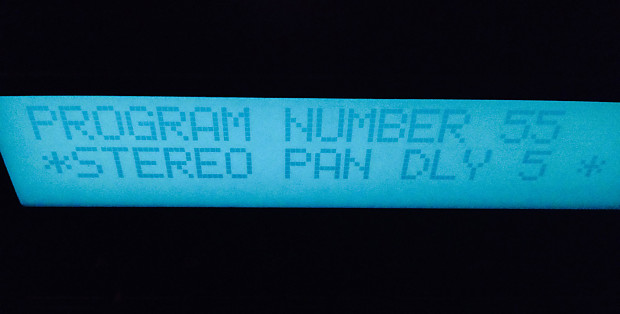 PROGRAM NUMBER 55
*STEREO PAN DLY 5 *